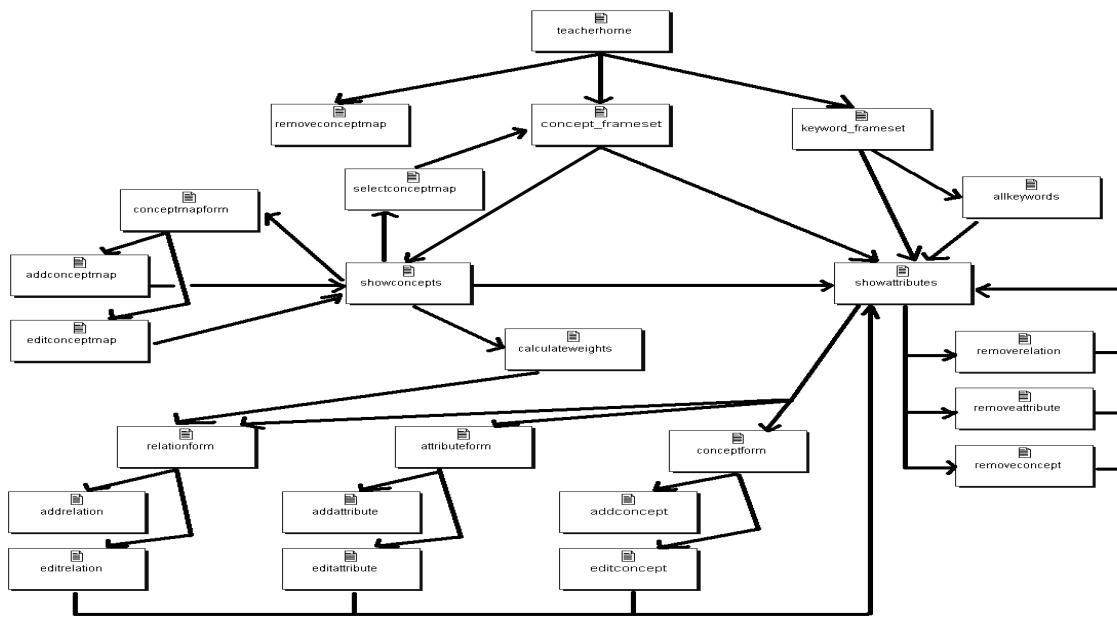 teacherhome
removeconceptmap
concept_frameset
keyword_frameset
selectconceptmap
allkeywords
conceptmapform
addconceptmap
showconcepts
showattributes
editconceptmap
calculateweights
removerelation
removeattribute
relationform
attributeform
conceptform
removeconcept
addrelation
addattribute
addconcept
editrelation
editattribute
editconcept